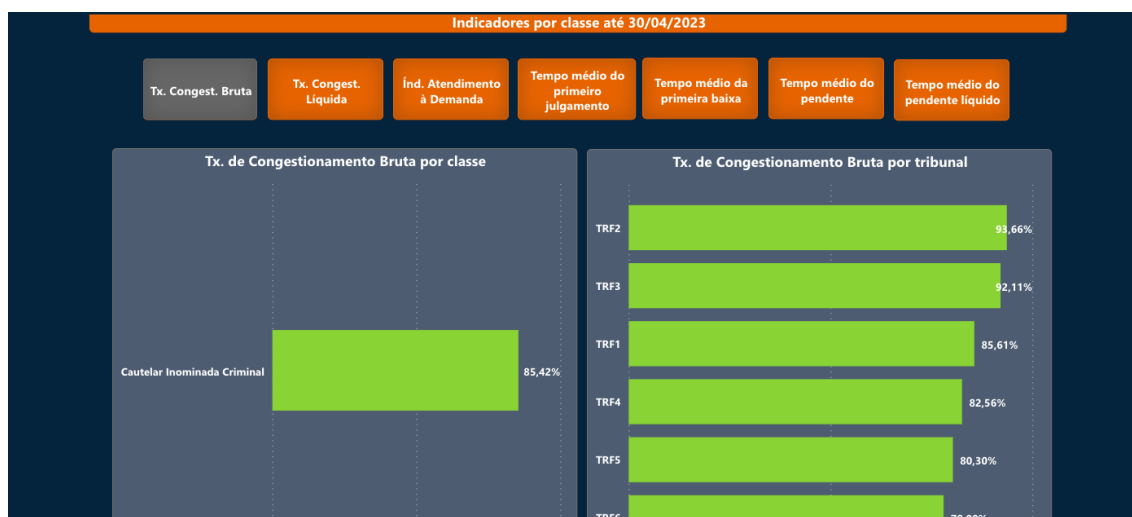 Indicadores por classe até 30/04/2023
Tx. Congest. Bruta
Tx. Congest.
Líquida
Índ. Atendimento
à Demanda
Tempo médio do
primeiro
julgamento
Tempo médio da
primeira baixa
Tempo médio do
pendente
Tempo médio do
pendente líquido
Tx. de Congestionamento Bruta por classe
Cautelar Inominada Criminal
85,42%
Tx. de Congestionamento Bruta por tribunal
TRF2
93,66%
TRF3
92,11%
TRF1
85,61%
TRF4
82,56%
TRF5
80,30%
TRF6